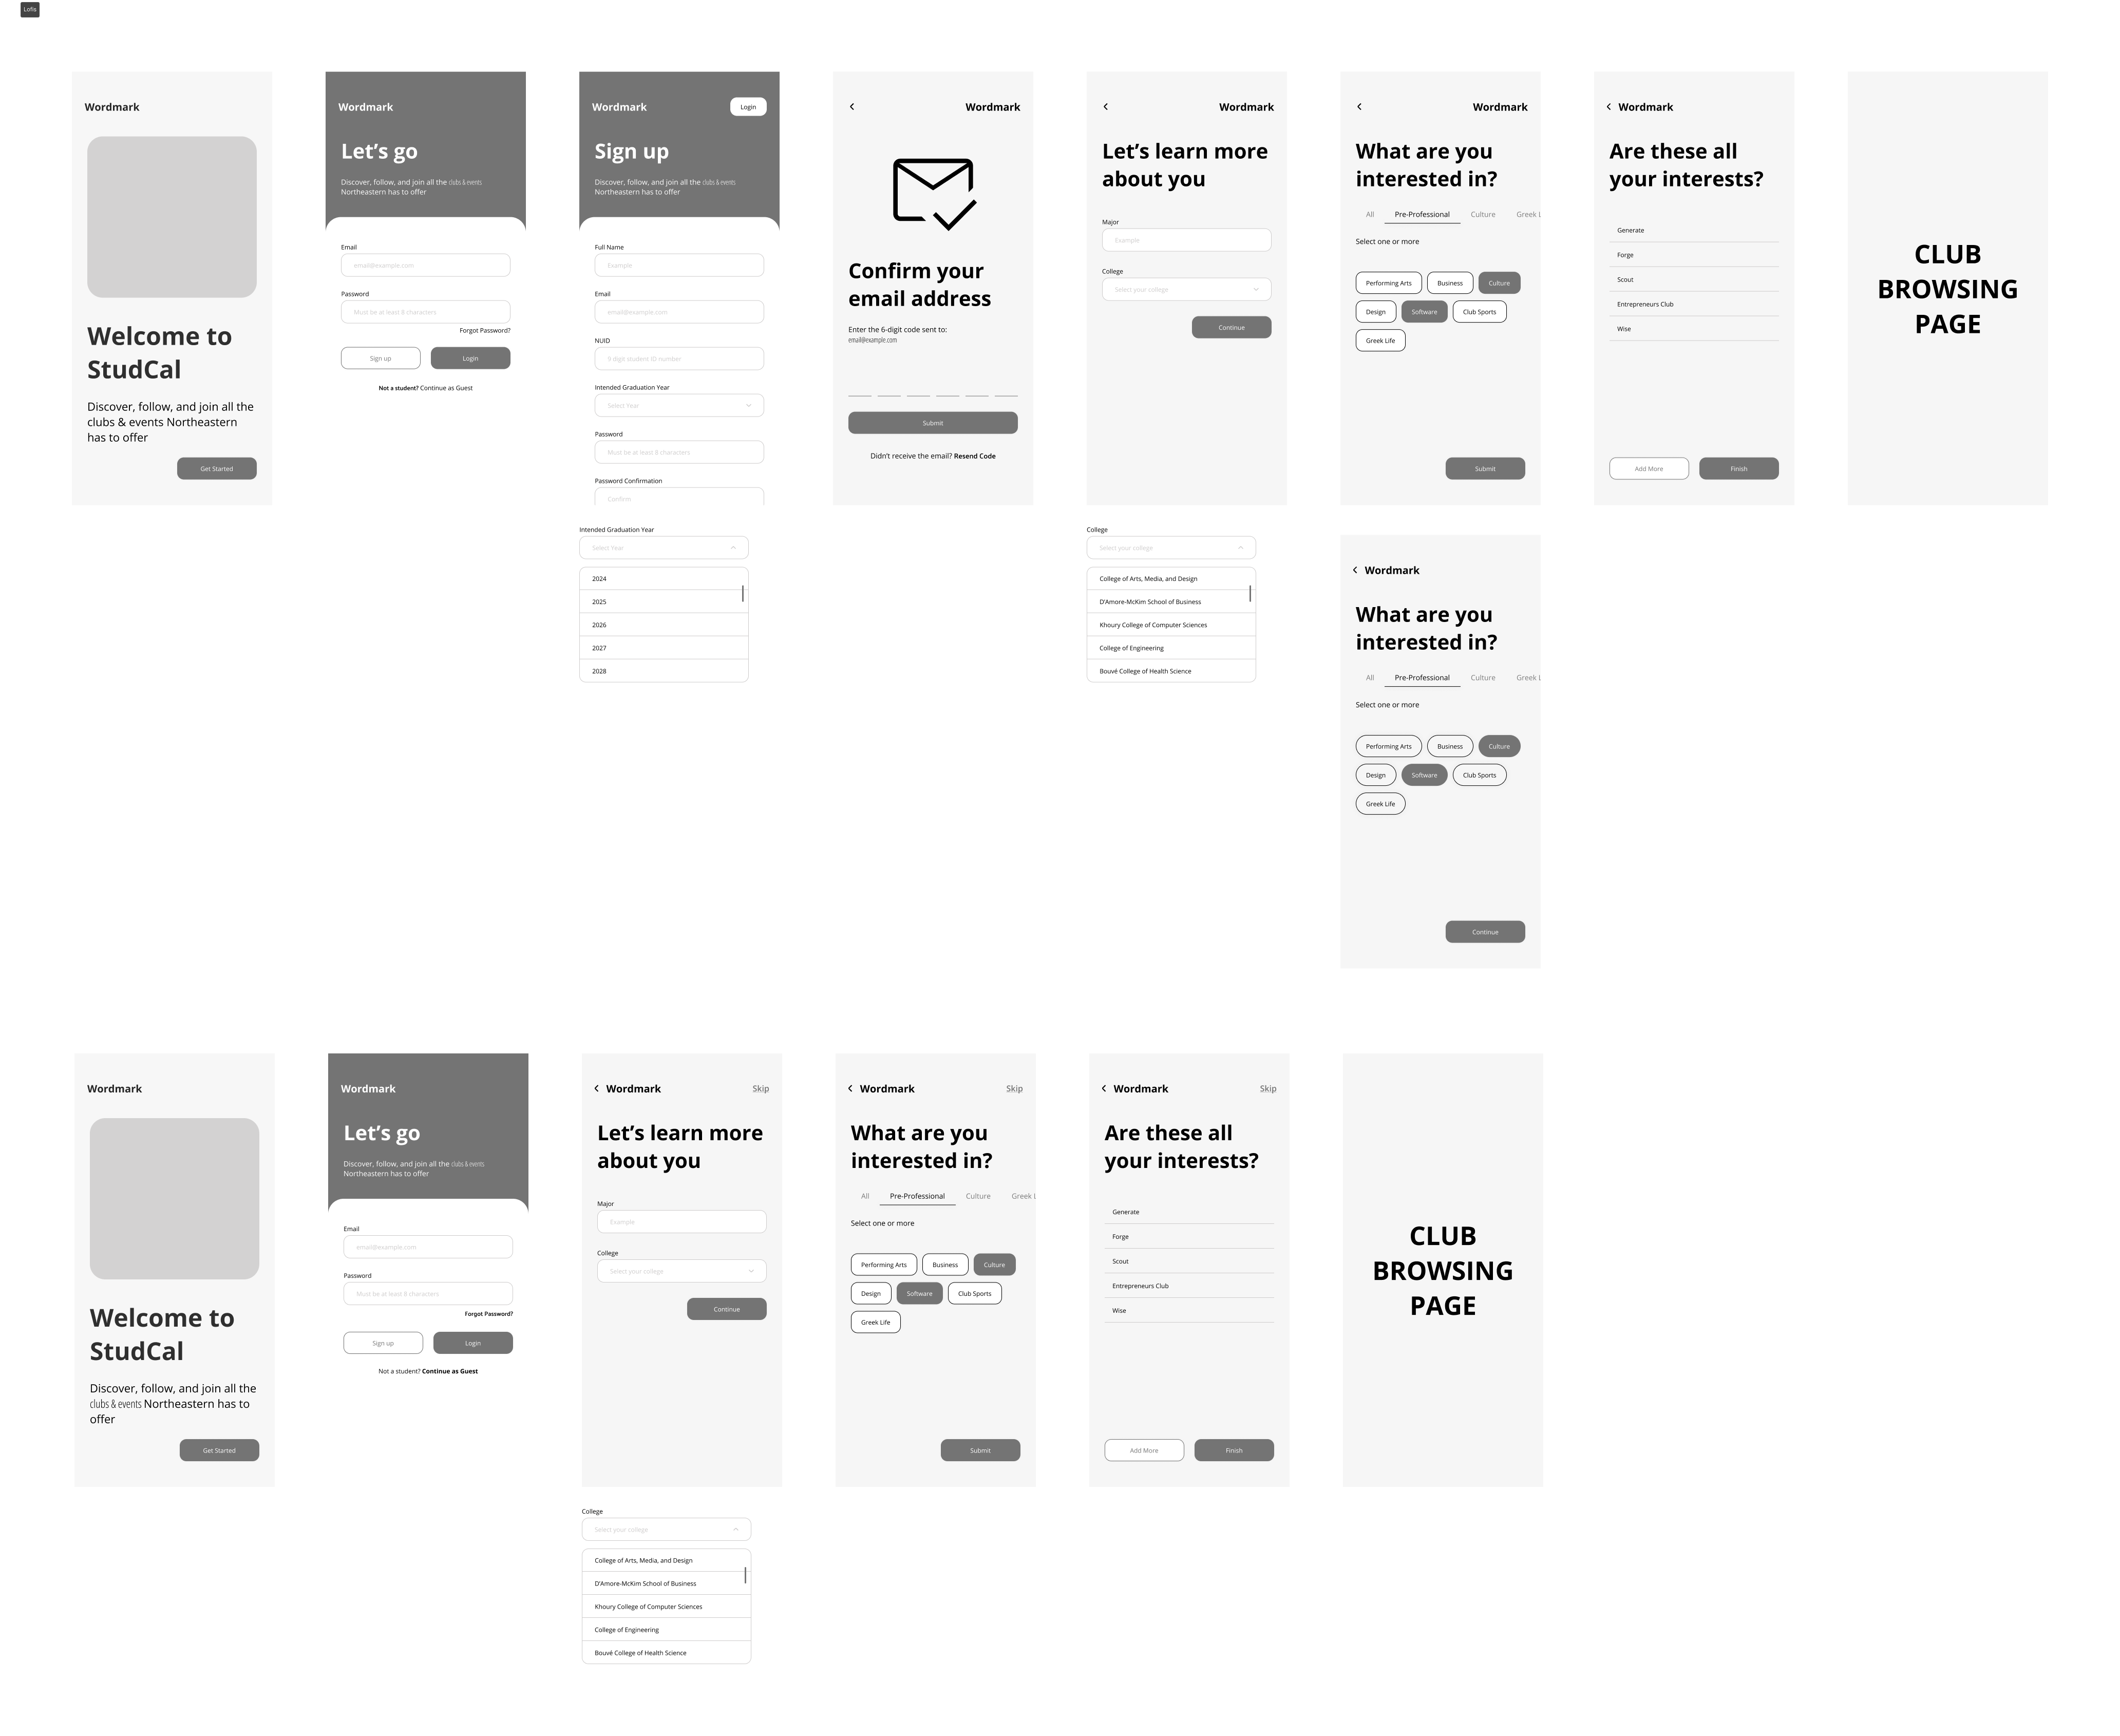 Lofis
Wordmark
Welcome to
StudCal
Discover, follow, and join all the
clubs & events Northeastern
has to offer
Get Started
Wordmark
Let's go
Discover, follow, and join all the clubs & events
Northeastern has to offer
Email
email@example.com
Password
Must be at least 8 characters
Forgot Password?
Sign up
Login
Not a student? Continue as Guest
Wordmark
Login
Sign up
Discover, follow, and join all the clubs & events
Northeastern has to offer
Full Name
Example
Email
email@example.com
NUID
9 digit student ID number
Intended Graduation Year
Select Year
Password
Must be at least 8 characters
Password Confirmation
Confirm
Intended Graduation Year
Select Year
2024
2025
2026
2027
2028
Wordmark
Confirm your
email address
Enter the 6-digit code sent to:
email@example.com
Submit
Didn't receive the email? Resend Code
Wordmark
Let's learn more
about you
Major
Example
College
Select your college
Continue
College
Select your college
College of Arts, Media, and Design
D'Amore-McKim School of Business
Khoury College of Computer Sciences
College of Engineering
Bouvé College of Health Science
Wordmark
What are you
interested in?
All Pre-Professional Culture Greek L
Select one or more
Performing Arts Business Culture
Design Software Club Sports
Greek Life
Submit
Wordmark
What are you
interested in?
All Pre-Professional Culture Greek L
Select one or more
Performing Arts Business Culture
Design Software Club Sports
Greek Life
Continue
Wordmark
Are these all
your interests?
Generate
Forge
Scout
Entrepreneurs Club
Wise
Add More
Finish
CLUB
BROWSING
PAGE
Wordmark
Welcome to
StudCal
Discover, follow, and join all the
clubs & events Northeastern has to
offer
Get Started
Wordmark
Let's go
Discover, follow, and join all the clubs & events
Northeastern has to offer
Email
email@example.com
Password
Must be at least 8 characters
Forgot Password?
Sign up
Login
Not a student? Continue as Guest
Wordmark
Skip
Let's learn more
about you
Major
Example
College
Select your college
Continue
College
Select your college
College of Arts, Media, and Design
D'Amore-McKim School of Business
Khoury College of Computer Sciences
College of Engineering
Bouvé College of Health Science
Wordmark
Skip
What are you
interested in?
All Pre-Professional Culture Greek L
Select one or more
Performing Arts Business Culture
Design Software Club Sports
Greek Life
Submit
Wordmark
Skip
Are these all
your interests?
Generate
Forge
Scout
Entrepreneurs Club
Wise
Add More
Finish
CLUB
BROWSING
PAGE